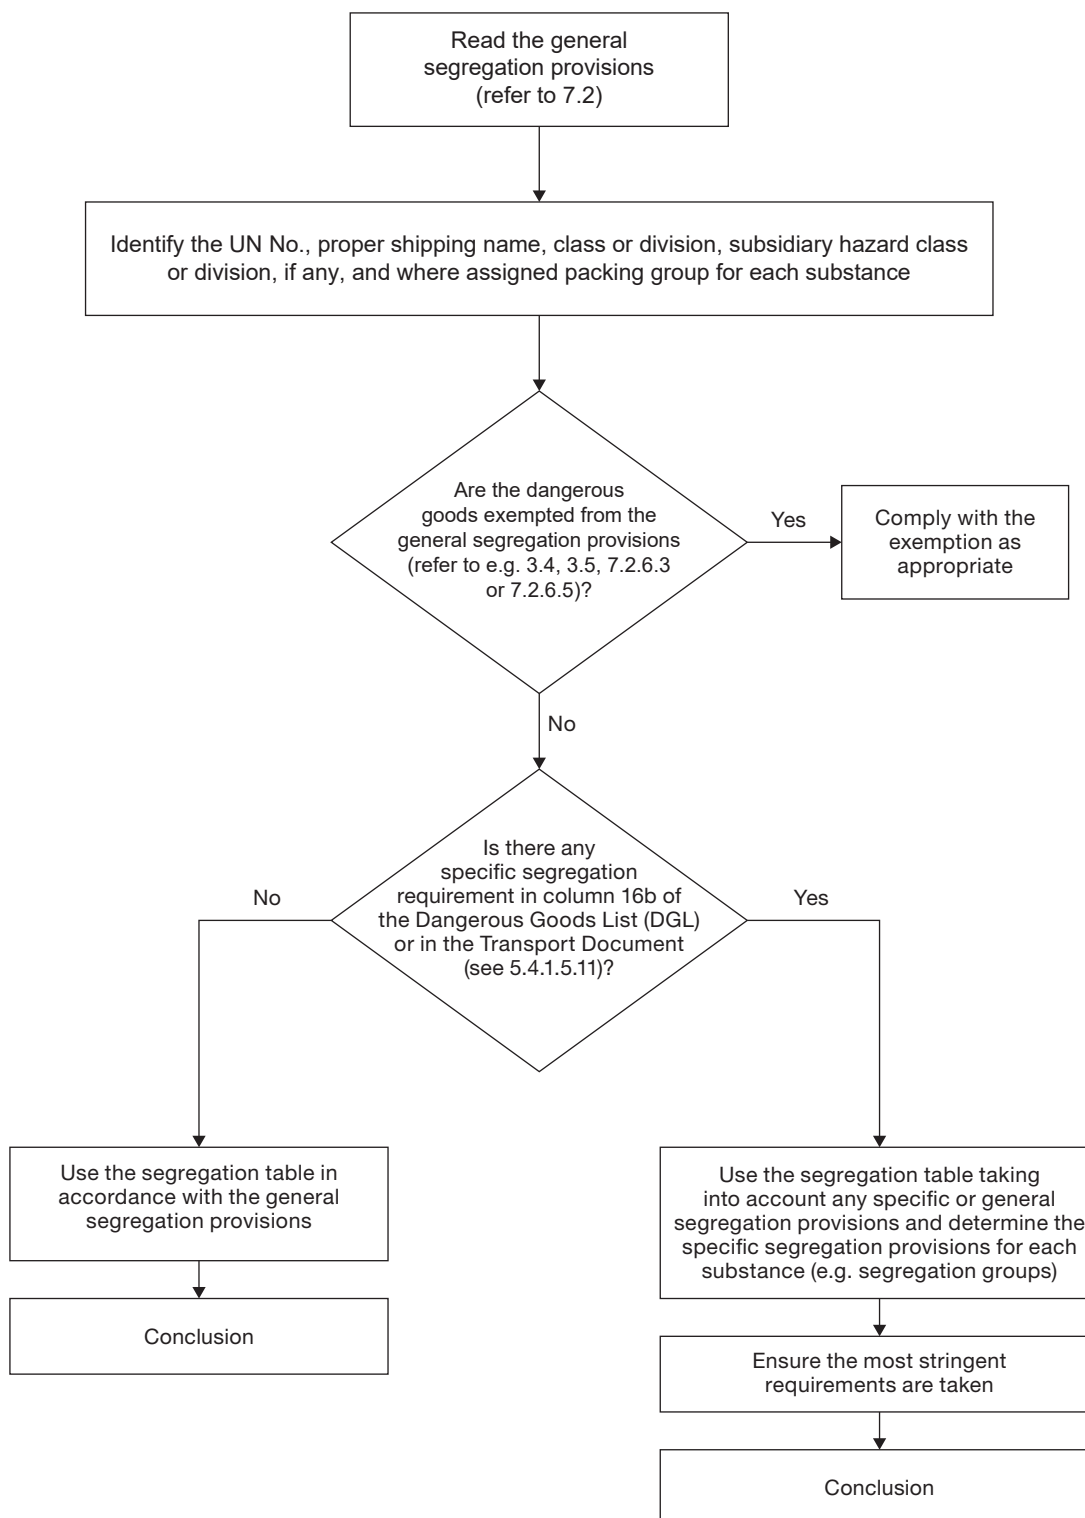 Read the general
segregation provisions
(refer to 7.2)
Identify the UN No., proper shipping name, class or division, subsidiary hazard class
or division, if any, and where assigned packing group for each substance
Are the dangerous
goods exempted from the
general segregation provisions
(refer to e.g. 3.4, 3.5, 7.2.6.3
or 7.2.6.5)?
Yes
Comply with the
exemption as
appropriate
No
Is there any
specific segregation
requirement in column 16b of
the Dangerous Goods List (DGL)
or in the Transport Document
(see 5.4.1.5.11)?
No
Yes
Use the segregation table in
accordance with the general
segregation provisions
Conclusion
Use the segregation table taking
into account any specific or general
segregation provisions and determine the
specific segregation provisions for each
substance (e.g. segregation groups)
Ensure the most stringent
requirements are taken
Conclusion